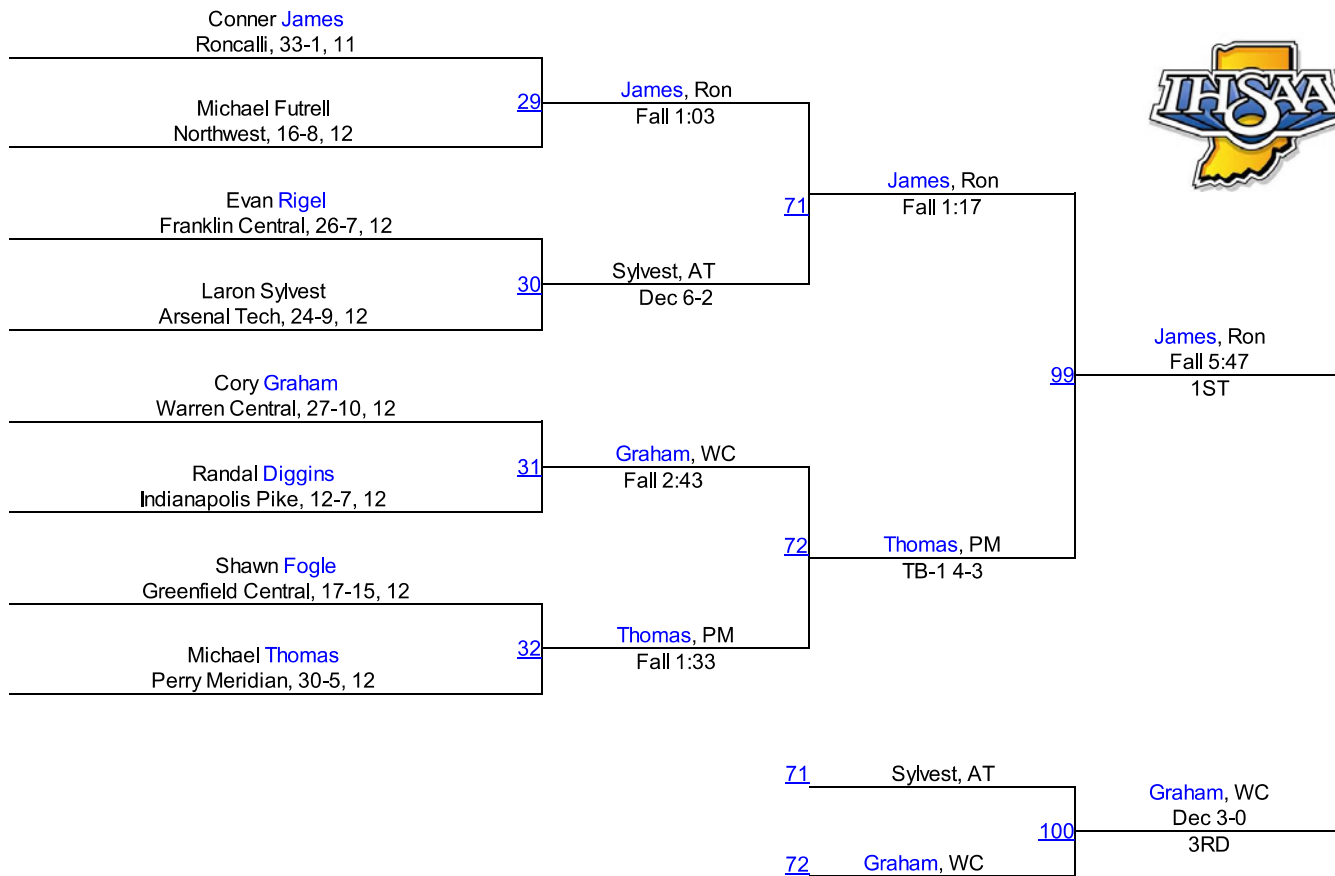 Conner James
Roncalli, 33-1, 11
Michael Futrell
Northwest, 16-8, 12
Evan Rigel
Franklin Central, 26-7, 12
Laron Sylvest
Arsenal Tech, 24-9, 12
Cory Graham
Warren Central, 27-10, 12
Randal Diggins
Indianapolis Pike, 12-7, 12
Shawn Fogle
Greenfield Central, 17-15, 12
Michael Thomas
Perry Meridian, 30-5, 12
29
James, Ron
Fall 1:03
30
Sylvest, AT
Dec 6-2
31
Graham, WC
Fall 2:43
32
Thomas, PM
Fall 1:33
71
James, Ron
Fall 1:17
72
Thomas, PM
TB-1 4-3
99
James, Ron
Fall 5:47
1ST
IHSAA
71
Sylvest, AT
72
Graham, WC
100
Graham, WC
Dec 3-0
3RD